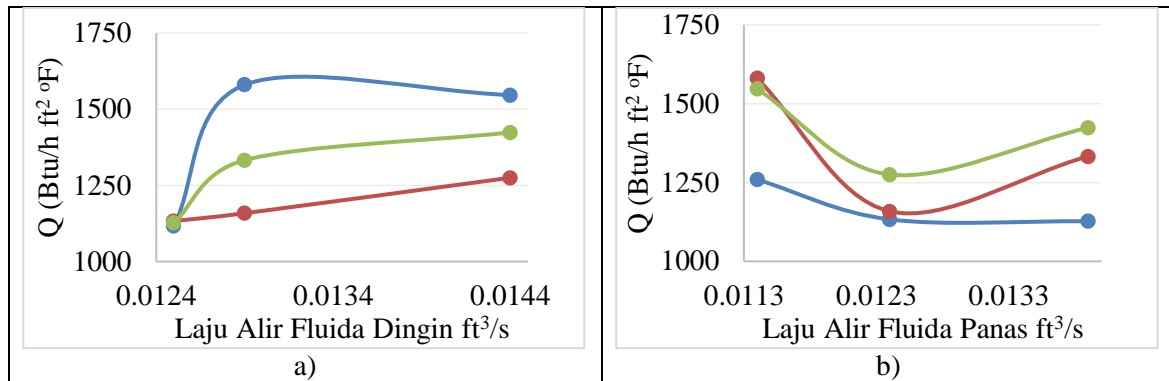 Q (Btu/h ft² ᵒF)
1750
1500
1250
1000
0.0124 0.0134 0.0144
Laju Alir Fluida Dingin ft³/s
a)
Q (Btu/h ft² ᵒF)
1750
1500
1250
1000
0.0113 0.0123 0.0133
Laju Alir Fluida Panas ft³/s
b)